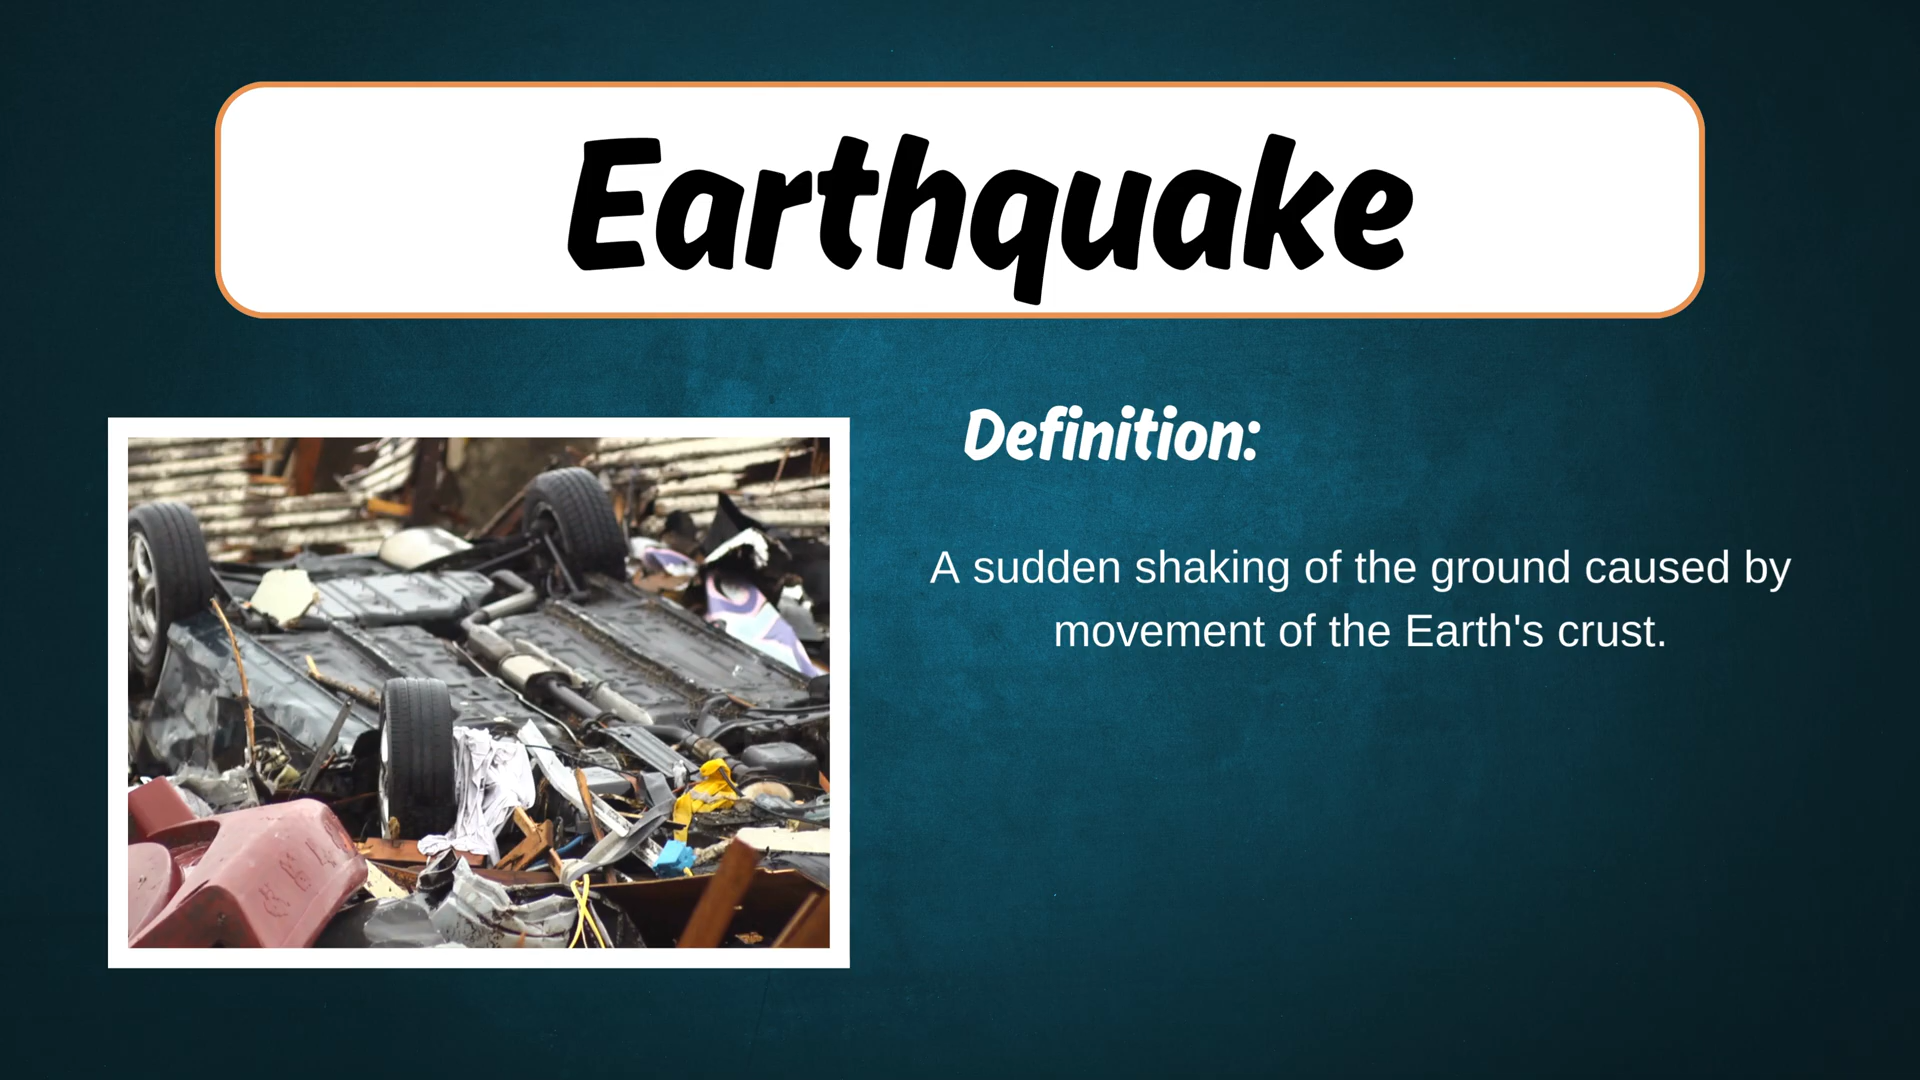 Earthquake
Definition:
A sudden shaking of the ground caused by
movement of the Earth's crust.